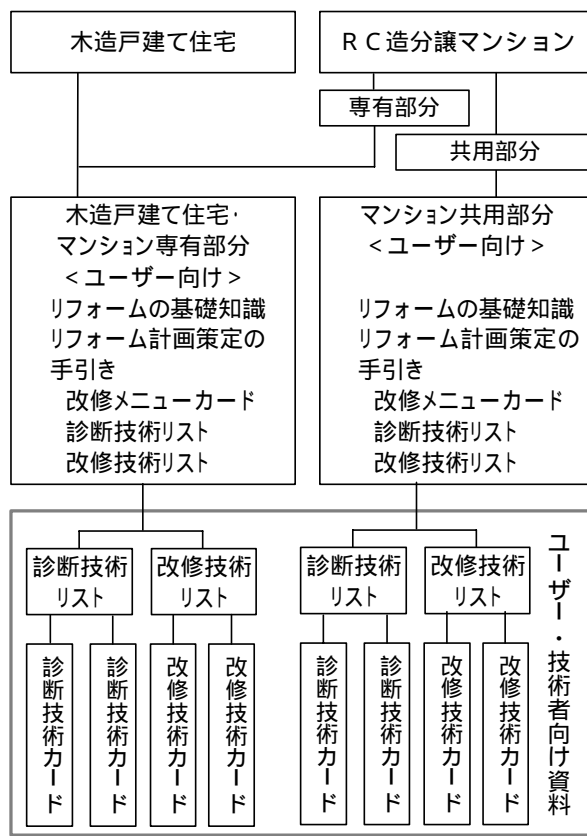 木造戸建て住宅
ＲＣ造分譲マンション
専有部分
共用部分
木造戸建て住宅・
マンション専有部分
<ユーザー向け>
リフォームの基礎知識
リフォーム計画策定の
手引き
改修メニューカード
診断技術リスト
改修技術リスト
マンション共用部分
<ユーザー向け>
リフォームの基礎知識
リフォーム計画策定の
手引き
改修メニューカード
診断技術リスト
改修技術リスト
診断技術
リスト
改修技術
リスト
診断技術
リスト
改修技術
リスト
診断技術カード
診断技術カード
改修技術カード
改修技術カード
診断技術カード
診断技術カード
改修技術カード
改修技術カード
ユーザー・技術者向け資料